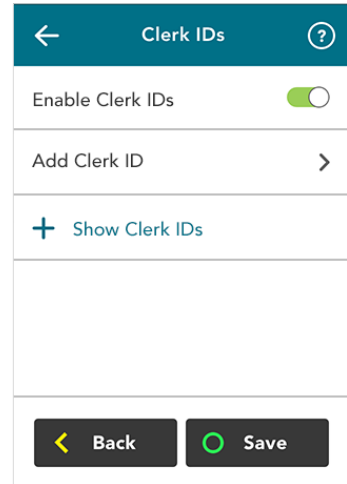 Clerk IDs
Enable Clerk IDs
Add Clerk ID
Show Clerk IDs
Back
Save